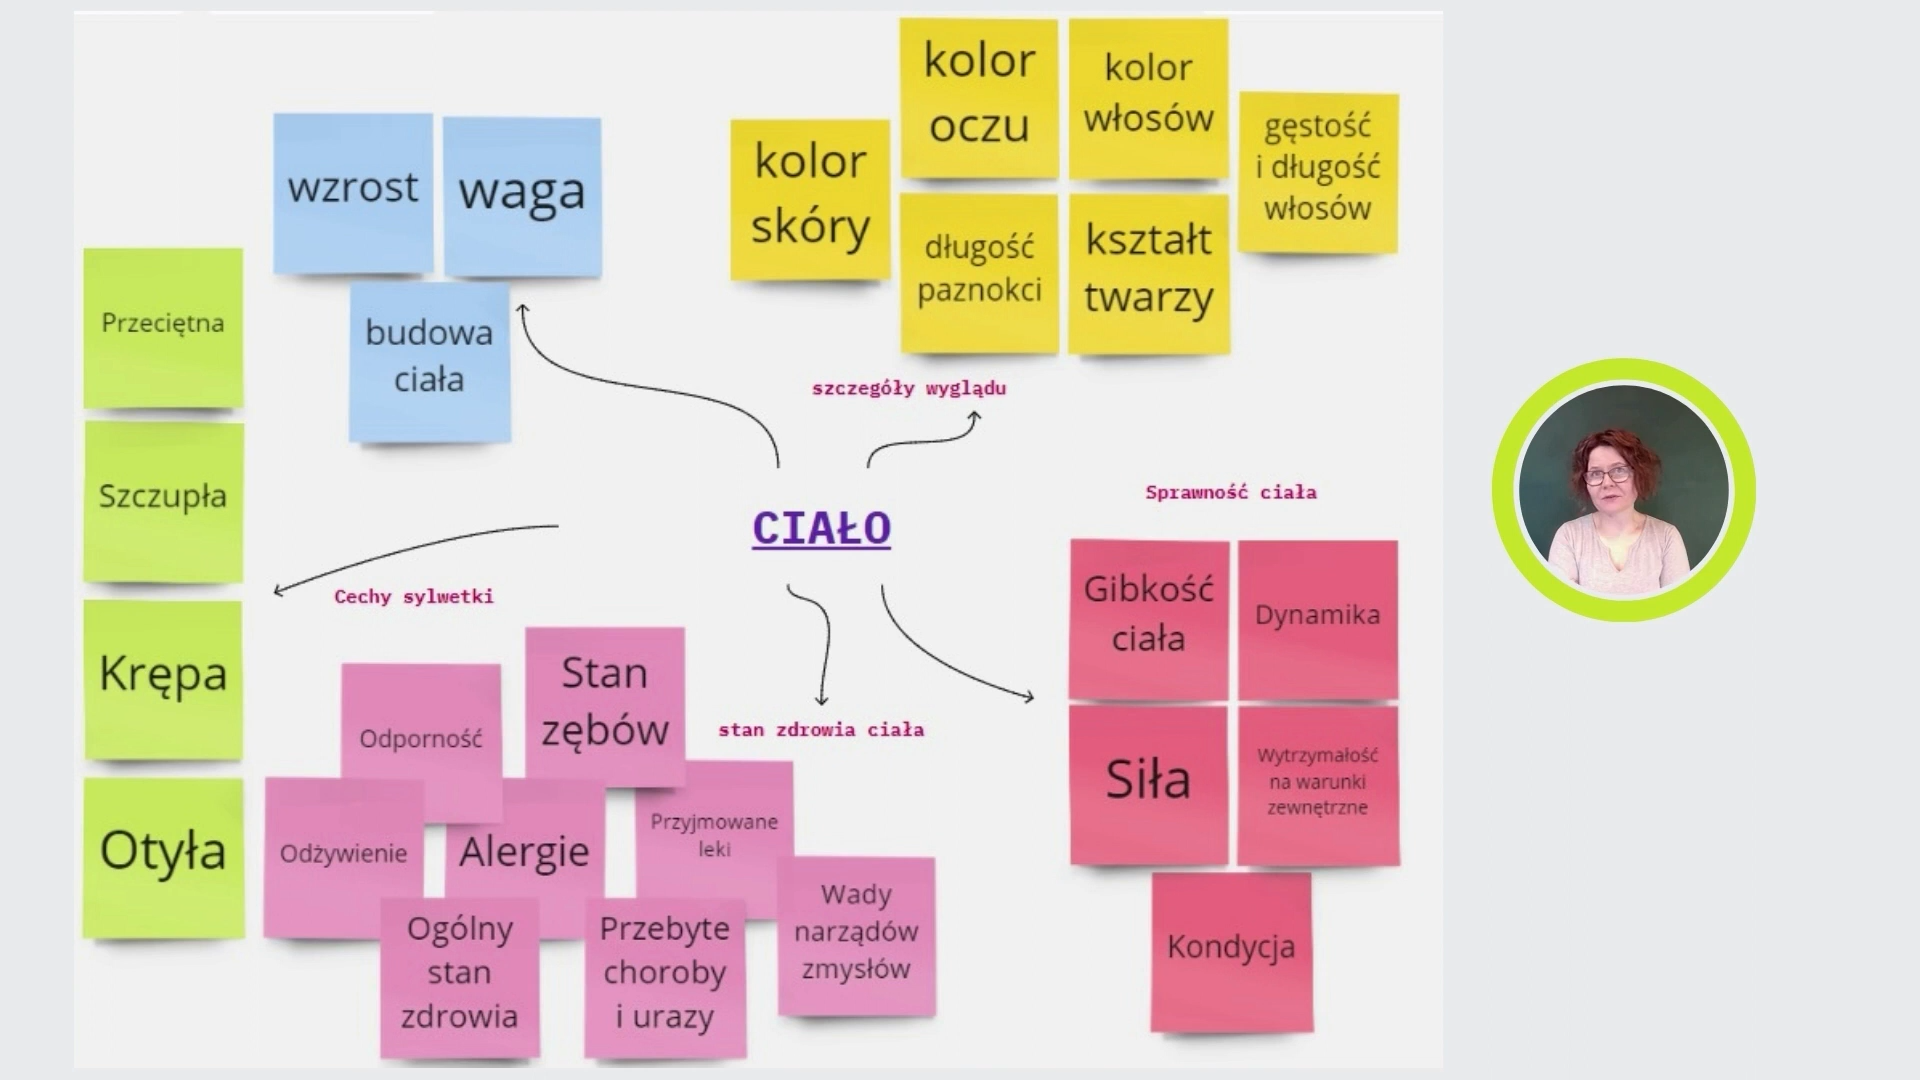 wzrost
waga
budowa
ciała
kolor
skóry
kolor
oczu
kolor
włosów
gęstość
i długość
włosów
długość
paznokci
kształt
twarzy
szczegóły wyglądu
Przeciętna
Szczupła
Krępa
Otyła
CIAŁO
Cechy sylwetki
Sprawność ciała
Gibkość
ciała
Dynamika
Siła
Wytrzymałość
na warunki
zewnętrzne
Kondycja
stan zdrowia ciała
Odporność
Stan
zębów
Odżywienie
Alergie
Przyjmowane
leki
Ogólny
stan
zdrowia
Przebyte
choroby
i urazy
Wady
narządów
zmysłów